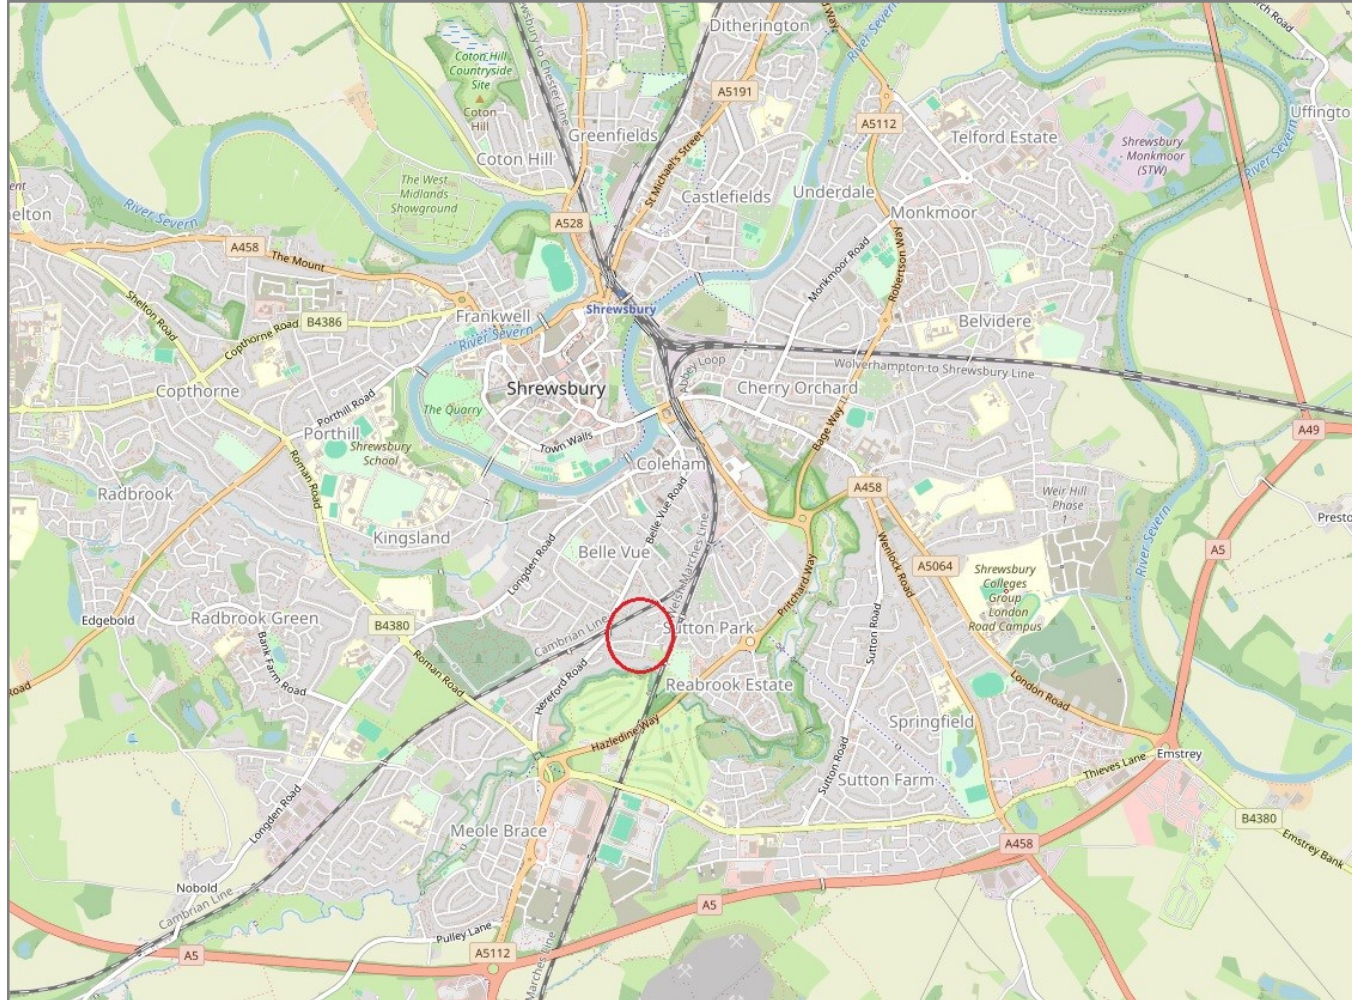 Ditherington
Coton Hill
Countryside
Site
Coton
Hill
A5191
River Severn
A5112
Greenfields
Telford Estate
Shrewsbury
- Monkmoor
(STW)
River Severn
Coton Hill
St Michael's Street
The West
Midlands
Showground
Castlefields
Underdale
Monkmoor
River Severn
A528
A458
The Mount
Monkmoor Road
Robertson Way
Shelton Road
Copthorne Road
B4386
Frankwell
River Severn
Shrewsbury
Belvidere
Copthorne
Porthill Road
The Quarry
Shrewsbury
Abbey Loop
Cherry Orchard
Wolverhampton to Shrewsbury Line
Porthill
Shrewsbury
School
Town Walls
Bage Way
A49
Coleham
Radbrook
Roman Road
Belle Vue Road
A458
Weir Hill
Phase
1
Kingsland
Longden Road
Belle Vue
Welsh Marches Line
Pritchard Way
Wenlock Road
A5064
A5
River Severn
Shrewsbury
Colleges
Group
London
Road Campus
Edgebold
Radbrook Green
B4380
Cambrian Line
Sutton Park
Sutton Road
Bank Farm Road
Roman Road
Hereford Road
Reabrook Estate
London Road
Hazledine Way
Springfield
Sutton Road
Sutton Farm
Thieves Lane
Emstrey
Longden Road
Meole Brace
A458
B4380
Emstrey Bank
Nobold
Cambrian Line
A5
Pulley Lane
A5
A5112
Marches Line